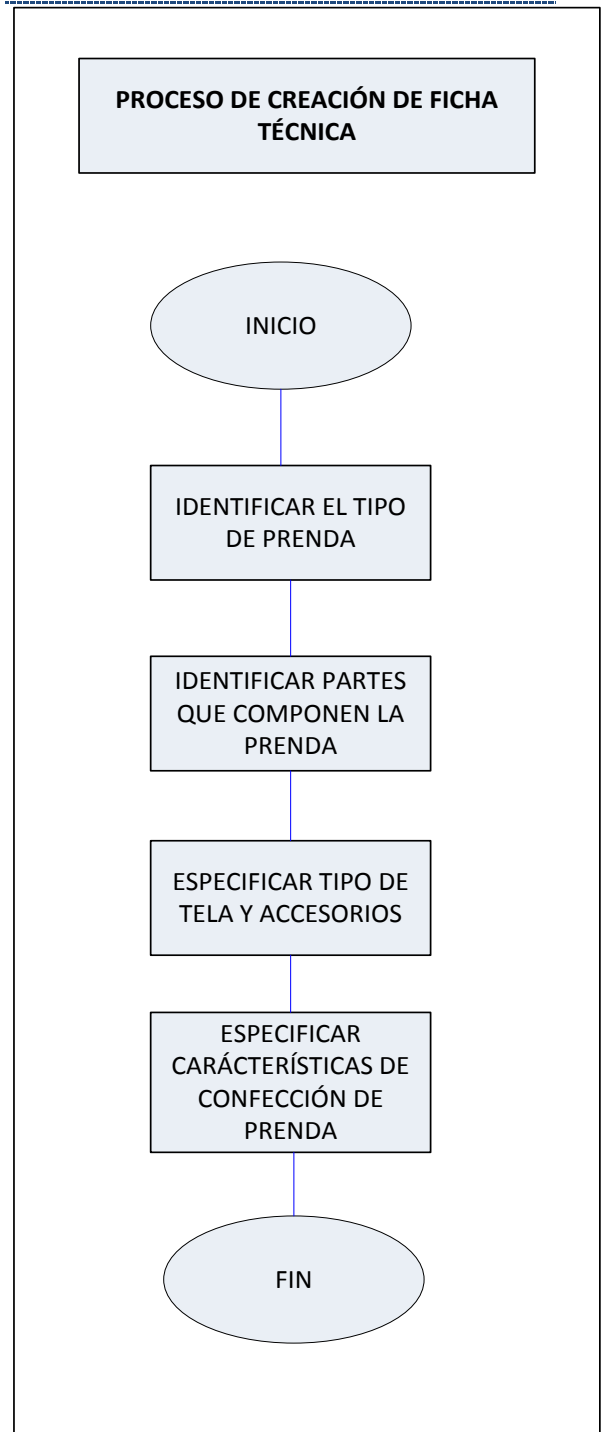 PROCESO DE CREACIÓN DE FICHA
TÉCNICA
INICIO
IDENTIFICAR EL TIPO
DE PRENDA
IDENTIFICAR PARTES
QUE COMPONEN LA
PRENDA
ESPECIFICAR TIPO DE
TELA Y ACCESORIOS
ESPECIFICAR
CARÁCTERÍSTICAS DE
CONFECCIÓN DE
PRENDA
FIN